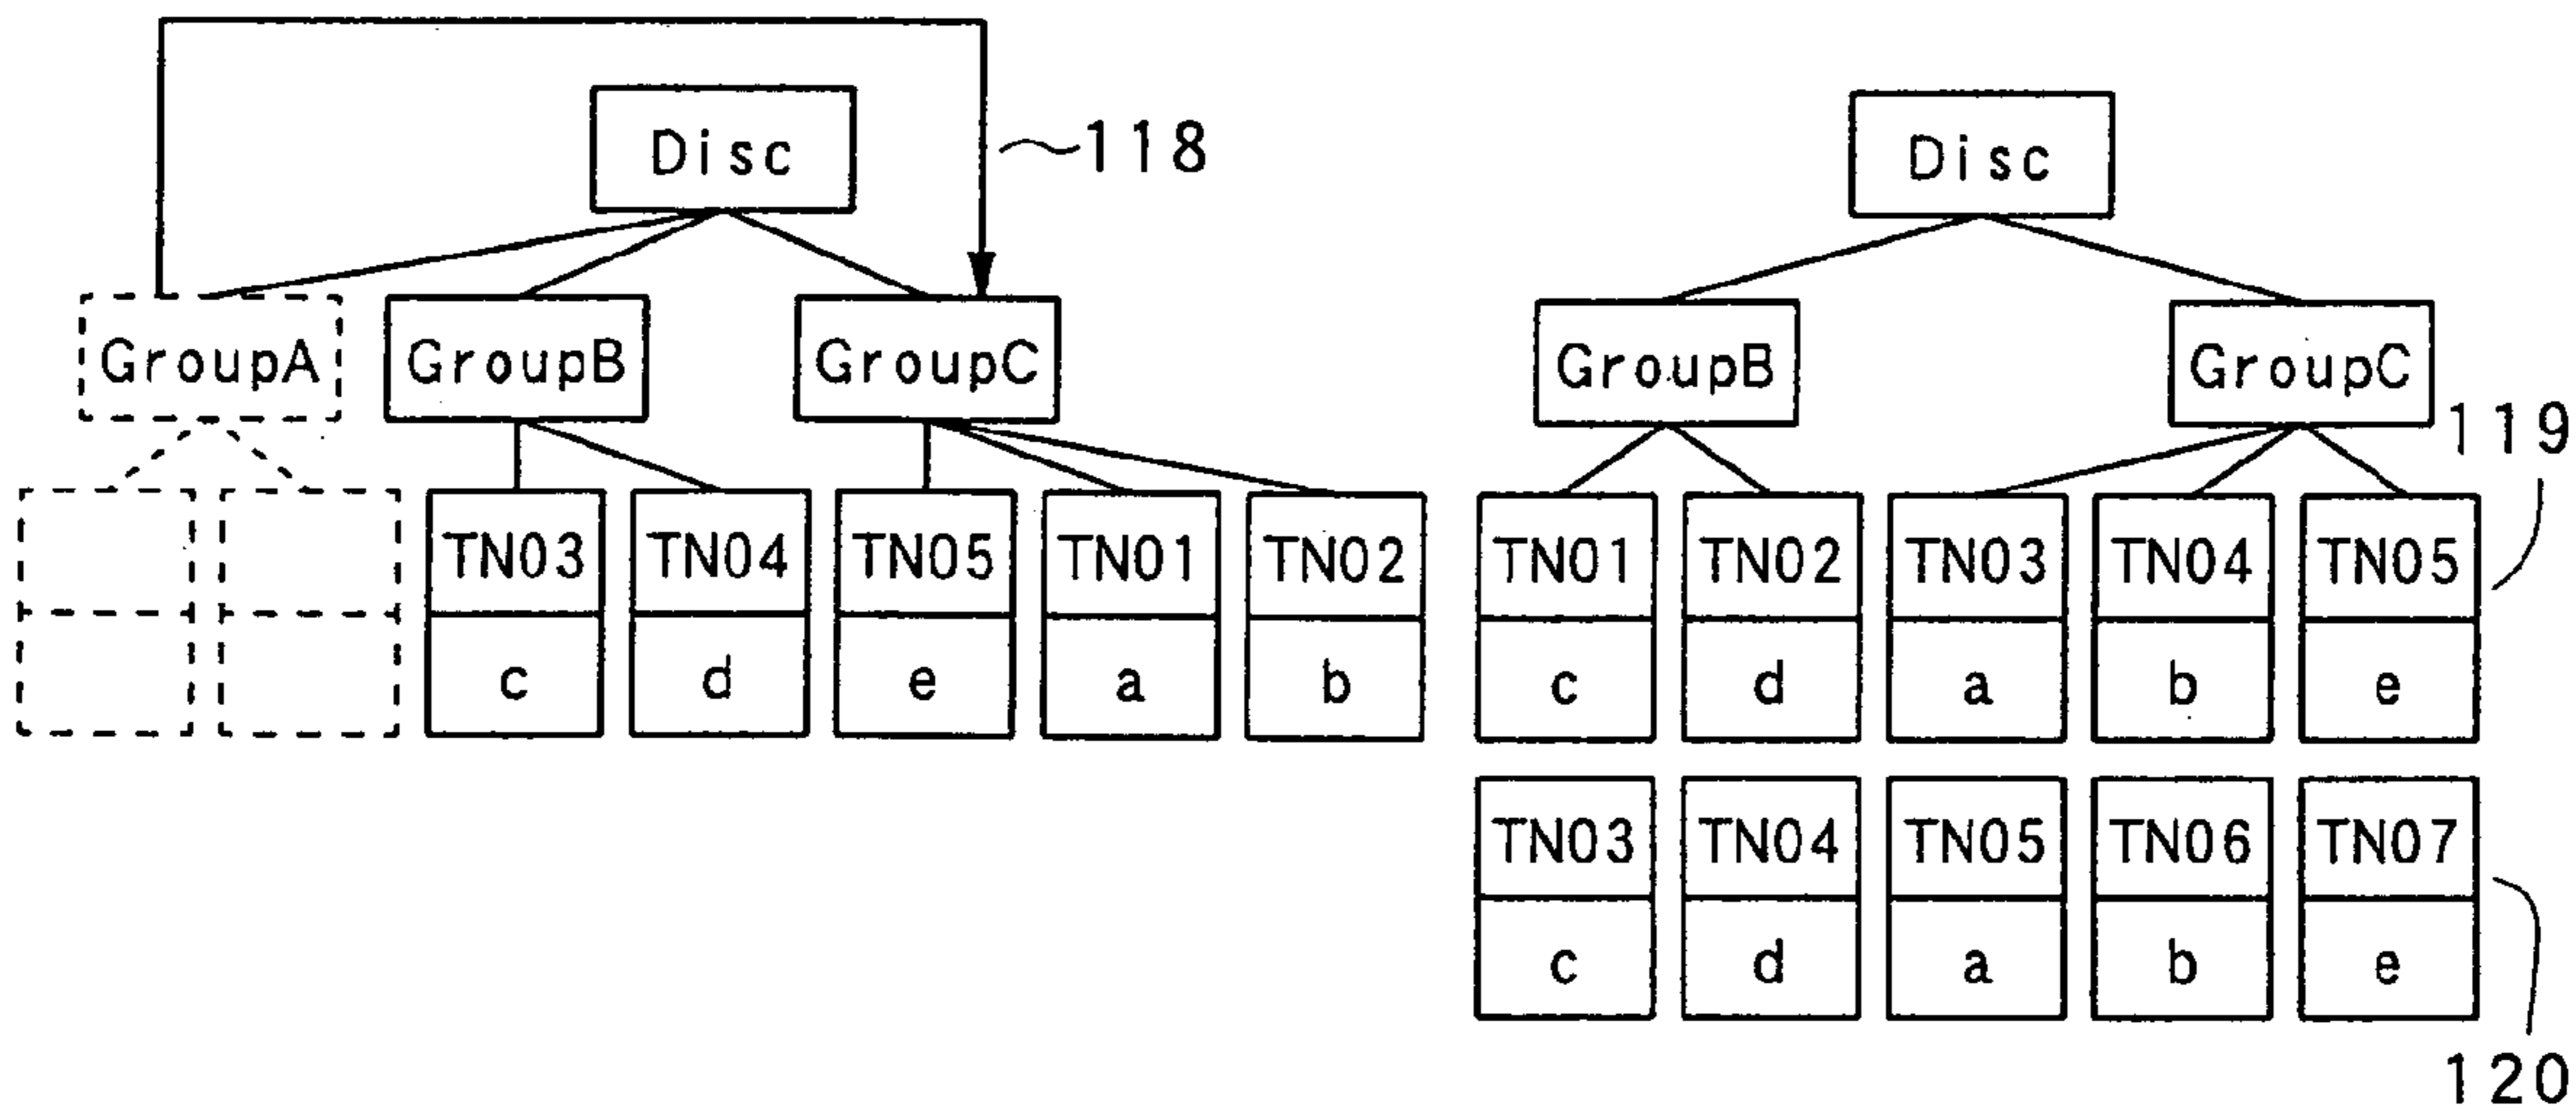 Disc 118 Disc
GroupA GroupB GroupC GroupB GroupC
119
TN03 TN04 TN05 TN01 TN02 TN01 TN02 TN03 TN04 TN05
c d e a b c d a b e
TN03 TN04 TN05 TN06 TN07
c d a b e
120